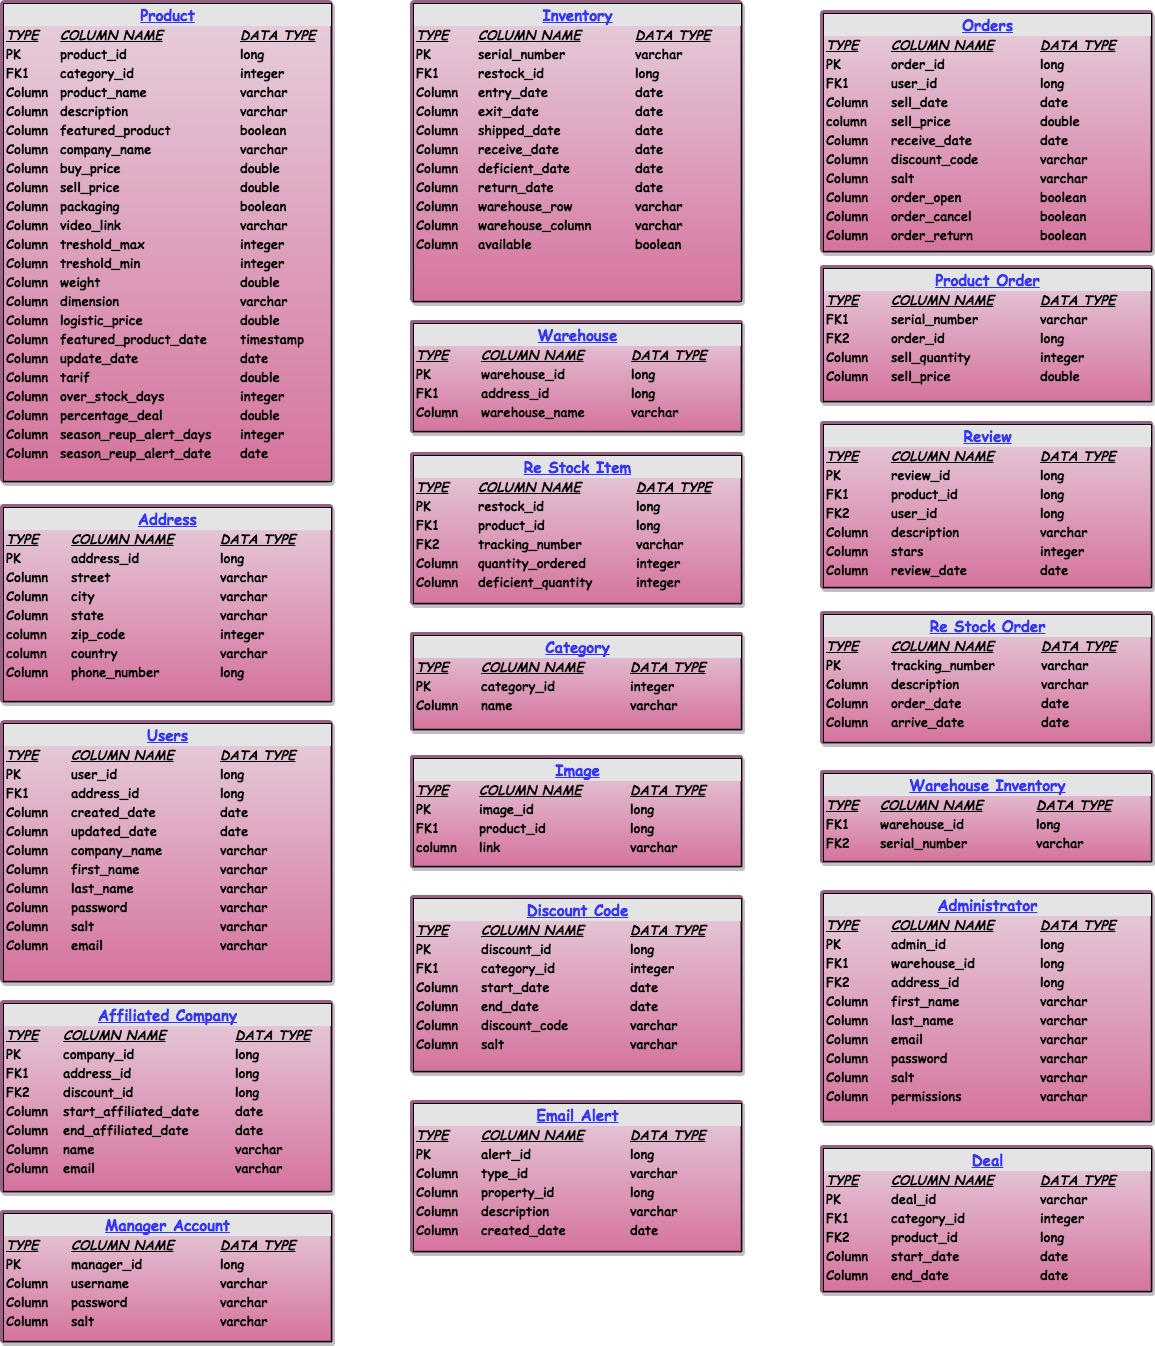 Product
TYPE COLUMN NAME DATA TYPE
PK product_id long
FK1 category_id integer
Column product_name varchar
Column description varchar
Column featured_product boolean
Column company_name varchar
Column buy_price double
Column sell_price double
Column packaging boolean
Column video_link varchar
Column treshold_max integer
Column treshold_min integer
Column weight double
Column dimension varchar
Column logistic_price double
Column featured_product_date timestamp
Column update_date date
Column tarif double
Column over_stock_days integer
Column percentage_deal double
Column season_reup_alert_days integer
Column season_reup_alert_date date
Address
TYPE COLUMN NAME DATA TYPE
PK address_id long
Column street varchar
Column city varchar
Column state varchar
column zip_code integer
column country varchar
Column phone_number long
Users
TYPE COLUMN NAME DATA TYPE
PK user_id long
FK1 address_id long
Column created_date date
Column updated_date date
Column company_name varchar
Column first_name varchar
Column last_name varchar
Column password varchar
Column salt varchar
Column email varchar
Affiliated Company
TYPE COLUMN NAME DATA TYPE
PK company_id long
FK1 address_id long
FK2 discount_id long
Column start_affiliated_date date
Column end_affiliated_date date
Column name varchar
Column email varchar
Manager Account
TYPE COLUMN NAME DATA TYPE
PK manager_id long
Column username varchar
Column password varchar
Column salt varchar
Inventory
TYPE COLUMN NAME DATA TYPE
PK serial_number varchar
FK1 restock_id long
Column entry_date date
Column exit_date date
Column shipped_date date
Column receive_date date
Column deficient_date date
Column return_date date
Column warehouse_row varchar
Column warehouse_column varchar
Column available boolean
Warehouse
TYPE COLUMN NAME DATA TYPE
PK warehouse_id long
FK1 address_id long
Column warehouse_name varchar
Re Stock Item
TYPE COLUMN NAME DATA TYPE
PK restock_id long
FK1 product_id long
FK2 tracking_number varchar
Column quantity_ordered integer
Column deficient_quantity integer
Category
TYPE COLUMN NAME DATA TYPE
PK category_id integer
Column name varchar
Image
TYPE COLUMN NAME DATA TYPE
PK image_id long
FK1 product_id long
column link varchar
Discount Code
TYPE COLUMN NAME DATA TYPE
PK discount_id long
FK1 category_id integer
Column start_date date
Column end_date date
Column discount_code varchar
Column salt varchar
Email Alert
TYPE COLUMN NAME DATA TYPE
PK alert_id long
Column type_id varchar
Column property_id long
Column description varchar
Column created_date date
Orders
TYPE COLUMN NAME DATA TYPE
PK order_id long
FK1 user_id long
Column sell_date date
column sell_price double
Column receive_date date
Column discount_code varchar
Column salt varchar
Column order_open boolean
Column order_cancel boolean
Column order_return boolean
Product Order
TYPE COLUMN NAME DATA TYPE
FK1 serial_number varchar
FK2 order_id long
Column sell_quantity integer
Column sell_price double
Review
TYPE COLUMN NAME DATA TYPE
PK review_id long
FK1 product_id long
FK2 user_id long
Column description varchar
Column stars integer
Column review_date date
Re Stock Order
TYPE COLUMN NAME DATA TYPE
PK tracking_number varchar
Column description varchar
Column order_date date
Column arrive_date date
Warehouse Inventory
TYPE COLUMN NAME DATA TYPE
FK1 warehouse_id long
FK2 serial_number varchar
Administrator
TYPE COLUMN NAME DATA TYPE
PK admin_id long
FK1 warehouse_id long
FK2 address_id long
Column first_name varchar
Column last_name varchar
Column email varchar
Column password varchar
Column salt varchar
Column permissions varchar
Deal
TYPE COLUMN NAME DATA TYPE
PK deal_id varchar
FK1 category_id integer
FK2 product_id long
Column start_date date
Column end_date date